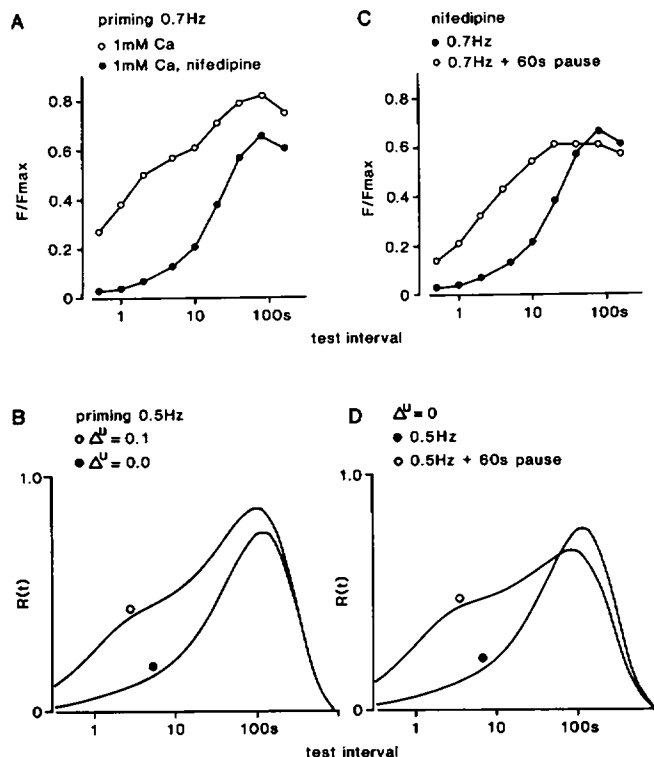 A
priming 0.7Hz
○ 1mM Ca
● 1mM Ca, nifedipine
F/Fmax
0.8
0.6
0.4
0.2
0
1
10
100s
C
nifedipine
● 0.7Hz
○ 0.7Hz + 60s pause
F/Fmax
0.8
0.6
0.4
0.2
0
1
10
100s
test interval
B
priming 0.5Hz
○ Δᵁ = 0.1
● Δᵁ = 0.0
R(t)
1.0
0
1
10
100s
D
Δᵁ = 0
● 0.5Hz
○ 0.5Hz + 60s pause
R(t)
1.0
0
1
10
100s
test interval